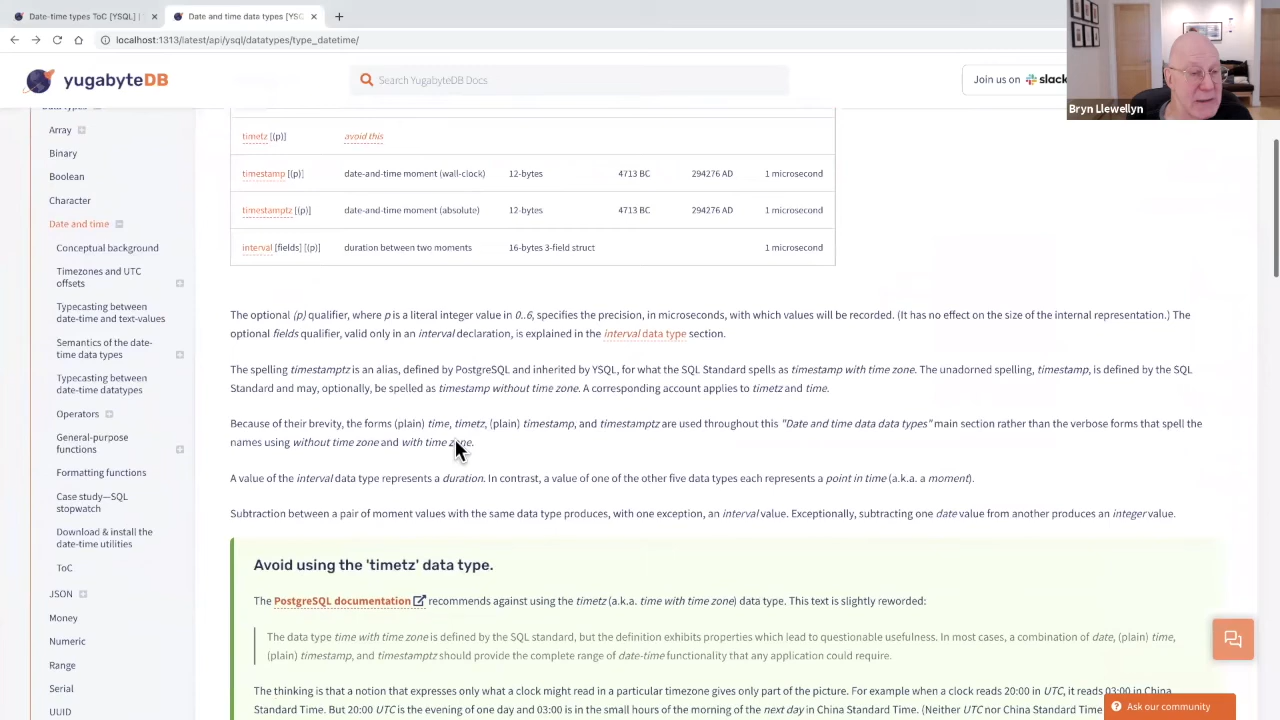 Date-time types ToC [YSQL] |
Date and time data types [YSQ
localhost:1313/latest/api/ysql/datatypes/type_datetime/
yugabyteDB
Search YugabyteDB Docs
Join us on slack
Bryn Llewellyn
Array
Binary
Boolean
Character
Date and time
Conceptual background
Timezones and UTC
offsets
Typecasting between
date-time and text-values
Semantics of the date-
time data types
Typecasting between
date-time datatypes
Operators
General-purpose
functions
Formatting functions
Case study—SQL
stopwatch
Download & install the
date-time utilities
ToC
JSON
Money
Numeric
Range
Serial
UUID
timetz [(p)] avoid this
timestamp [(p)] date-and-time moment (wall-clock) 12-bytes 4713 BC 294276 AD 1 microsecond
timestamptz [(p)] date-and-time moment (absolute) 12-bytes 4713 BC 294276 AD 1 microsecond
interval [fields] [(p)] duration between two moments 16-bytes 3-field struct 1 microsecond
The optional (p) qualifier, where p is a literal integer value in 0..6, specifies the precision, in microseconds, with which values will be recorded. (It has no effect on the size of the internal representation.) The
optional fields qualifier, valid only in an interval declaration, is explained in the interval data type section.
The spelling timestamptz is an alias, defined by PostgreSQL and inherited by YSQL, for what the SQL Standard spells as timestamp with time zone. The unadorned spelling, timestamp, is defined by the SQL
Standard and may, optionally, be spelled as timestamp without time zone. A corresponding account applies to timetz and time.
Because of their brevity, the forms (plain) time, timetz, (plain) timestamp, and timestamptz are used throughout this "Date and time data data types" main section rather than the verbose forms that spell the
names using without time zone and with time zone.
A value of the interval data type represents a duration. In contrast, a value of one of the other five data types each represents a point in time (a.k.a. a moment).
Subtraction between a pair of moment values with the same data type produces, with one exception, an interval value. Exceptionally, subtracting one date value from another produces an integer value.
Avoid using the 'timetz' data type.
The PostgreSQL documentation recommends against using the timetz (a.k.a. time with time zone) data type. This text is slightly reworded:
The data type time with time zone is defined by the SQL standard, but the definition exhibits properties which lead to questionable usefulness. In most cases, a combination of date, (plain) time,
(plain) timestamp, and timestamptz should provide the complete range of date-time functionality that any application could require.
The thinking is that a notion that expresses only what a clock might read in a particular timezone gives only part of the picture. For example when a clock reads 20:00 in UTC, it reads 03:00 in China
Standard Time. But 20:00 UTC is the evening of one day and 03:00 is in the small hours of the morning of the next day in China Standard Time. (Neither UTC nor China Standard Time
Ask our community